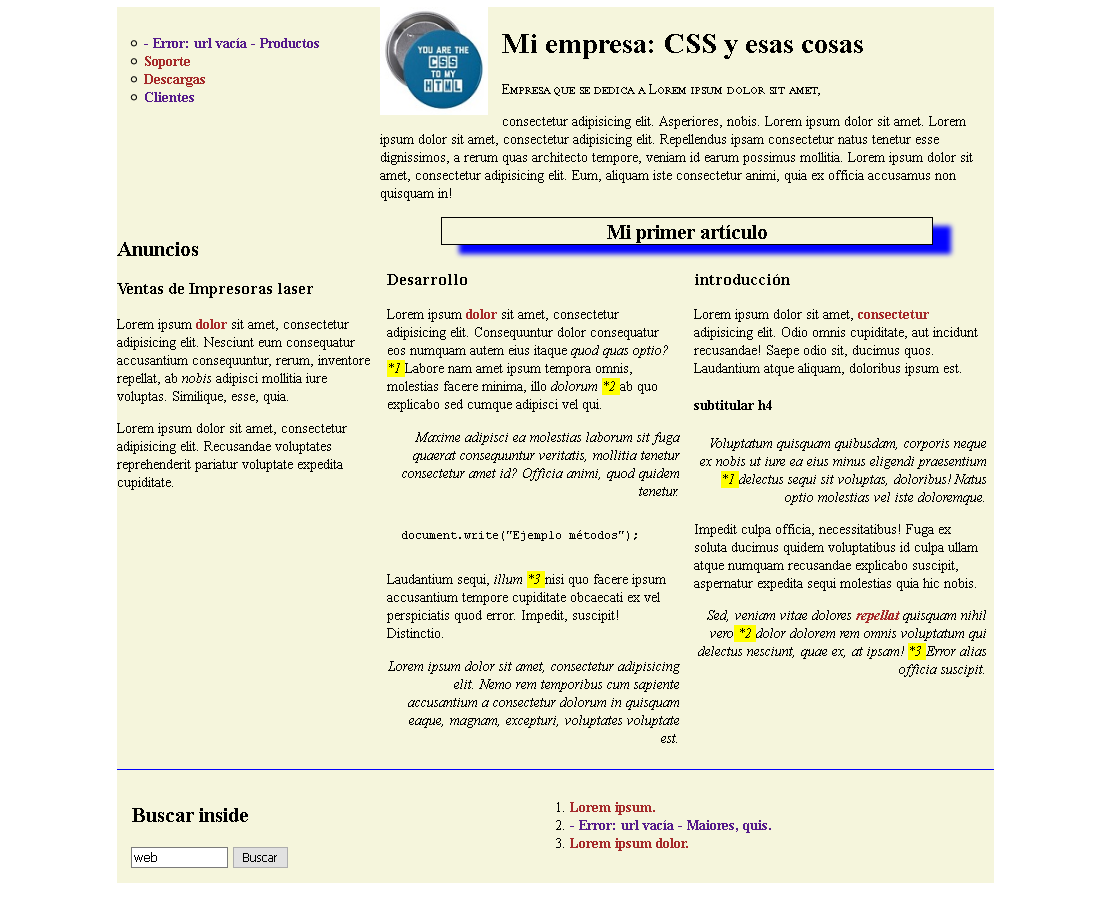 - Error: url vacía - Productos
Soporte
Descargas
Clientes
YOU ARE THE
CSS
TO MY
HTML
Mi empresa: CSS y esas cosas
Empresa que se dedica a Lorem ipsum dolor sit amet,
consectetur adipisicing elit. Asperiores, nobis. Lorem ipsum dolor sit amet. Lorem
ipsum dolor sit amet, consectetur adipisicing elit. Repellendus ipsam consectetur natus tenetur esse
dignissimos, a rerum quas architecto tempore, veniam id earum possimus mollitia. Lorem ipsum dolor sit
amet, consectetur adipisicing elit. Eum, aliquam iste consectetur animi, quia ex officia accusamus non
quisquam in!
Anuncios
Ventas de Impresoras laser
Lorem ipsum dolor sit amet, consectetur
adipisicing elit. Nesciunt eum consequatur
accusantium consequuntur, rerum, inventore
repellat, ab nobis adipisci mollitia iure
voluptas. Similique, esse, quia.
Lorem ipsum dolor sit amet, consectetur
adipisicing elit. Recusandae voluptates
reprehenderit pariatur voluptate expedita
cupiditate.
Mi primer artículo
Desarrollo
Lorem ipsum dolor sit amet, consectetur
adipisicing elit. Consequuntur dolor consequatur
eos numquam autem eius itaque quod quas optio?
*1 Labore nam amet ipsum tempora omnis,
molestias facere minima, illo dolorum *2 ab quo
explicabo sed cumque adipisci vel qui.
Maxime adipisci ea molestias laborum sit fuga
quaerat consequuntur veritatis, mollitia tenetur
consectetur amet id? Officia animi, quod quidem
tenetur.
document.write("Ejemplo métodos");
Laudantium sequi, illum *3 nisi quo facere ipsum
accusantium tempore cupiditate obcaecati ex vel
perspiciatis quod error. Impedit, suscipit!
Distinctio.
Lorem ipsum dolor sit amet, consectetur adipisicing
elit. Nemo rem temporibus cum sapiente
accusantium a consectetur dolorum in quisquam
eaque, magnam, excepturi, voluptates voluptate
est.
introducción
Lorem ipsum dolor sit amet, consectetur
adipisicing elit. Odio omnis cupiditate, aut incidunt
recusandae! Saepe odio sit, ducimus quos.
Laudantium atque aliquam, doloribus ipsum est.
subtitular h4
Voluptatum quisquam quibusdam, corporis neque
ex nobis ut iure ea eius minus eligendi praesentium
*1 delectus sequi sit voluptas, doloribus! Natus
optio molestias vel iste doloremque.
Impedit culpa officia, necessitatibus! Fuga ex
soluta ducimus quidem voluptatibus id culpa ullam
atque numquam recusandae explicabo suscipit,
aspernatur expedita sequi molestias quia hic nobis.
Sed, veniam vitae dolores repellat quisquam nihil
vero *2 dolor dolorem rem omnis voluptatum qui
delectus nesciunt, quae ex, at ipsam! *3 Error alias
officia suscipit.
Buscar inside
web
Buscar
1. Lorem ipsum.
2. - Error: url vacía - Maiores, quis.
3. Lorem ipsum dolor.